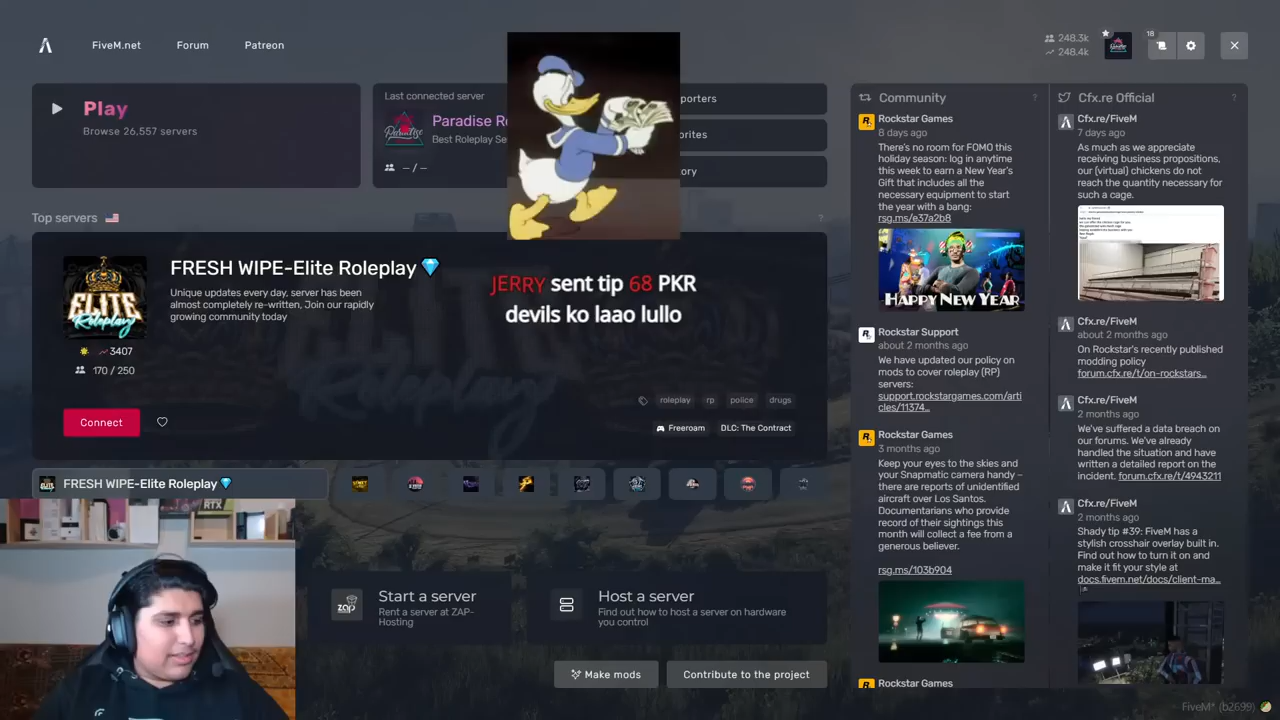 FiveM.net
Forum
Patreon
248.3k
248.4k
18
Play
Browse 26,557 servers
Last connected server
Paradise Ro
Best Roleplay Se
– / –
porters
orites
ory
Top servers
?
FRESH WIPE-Elite Roleplay
Unique updates every day, server has been
almost completely re-written, Join our rapidly
growing community today
ELITE
Roleplay
3407
170 / 250
Connect
JERRY sent tip 68 PKR
devils ko laao lullo
roleplay
rp
police
drugs
Freeroam
DLC: The Contract
FRESH WIPE-Elite Roleplay
RTX
ZAP
Start a server
Rent a server at ZAP-
Hosting
Host a server
Find out how to host a server on hardware
you control
Make mods
Contribute to the project
Community
?
Rockstar Games
8 days ago
There's no room for FOMO this
holiday season: log in anytime
this week to earn a New Year's
Gift that includes all the
necessary equipment to start
the year with a bang:
rsg.ms/e37a2b8
HAPPY NEW YEAR
Rockstar Support
about 2 months ago
We have updated our policy on
mods to cover roleplay (RP)
servers:
support.rockstargames.com/arti
cles/11374…
Rockstar Games
3 months ago
Keep your eyes to the skies and
your Snapmatic camera handy –
there are reports of unidentified
aircraft over Los Santos.
Documentarians who provide
record of their sightings this
month will collect a fee from a
generous believer.
rsg.ms/103b904
Rockstar Games
Cfx.re Official
?
Cfx.re/FiveM
7 days ago
As much as we appreciate
receiving business propositions,
our (virtual) chickens do not
reach the quantity necessary for
such a cage.
Cfx.re/FiveM
about 2 months ago
On Rockstar's recently published
modding policy
forum.cfx.re/t/on-rockstars…
Cfx.re/FiveM
2 months ago
We've suffered a data breach on
our forums. We've already
handled the situation and have
written a detailed report on the
incident. forum.cfx.re/t/4943211
Cfx.re/FiveM
2 months ago
Shady tip #39: FiveM has a
stylish crosshair overlay built in.
Find out how to turn it on and
make it fit your style at
docs.fivem.net/docs/client-ma…
FiveM* (b2699)